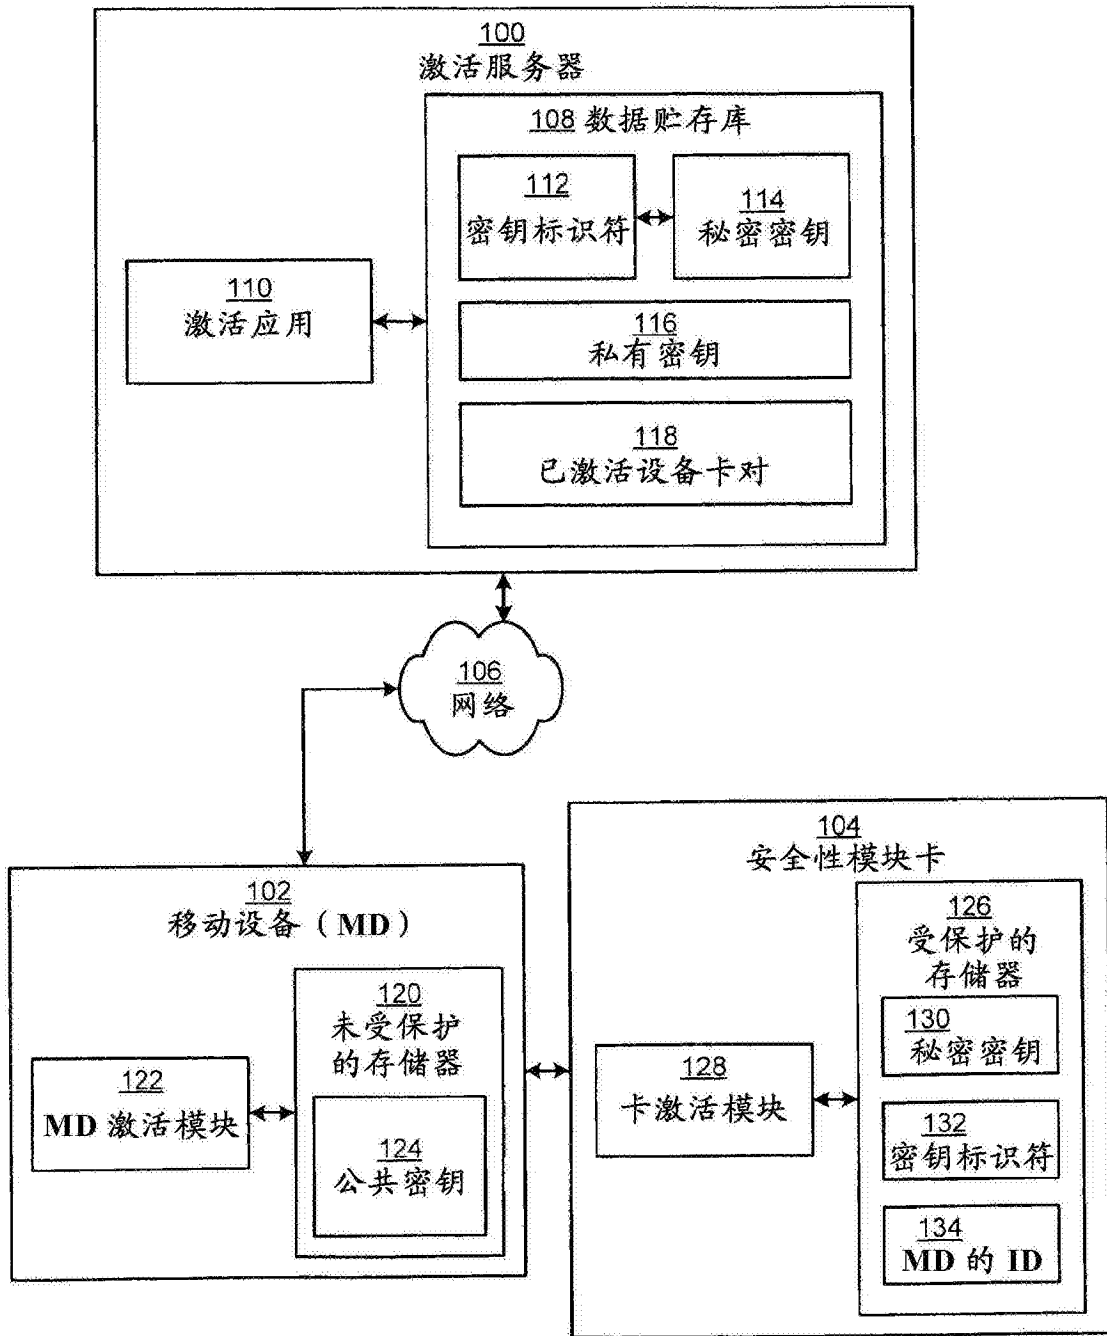 100
激活服务器
108 数据贮存库
112
密钥标识符
114
秘密密钥
110
激活应用
116
私有密钥
118
已激活设备卡对
106
网络
102
移动设备（MD）
120
未受保护
的存储器
122
MD 激活模块
124
公共密钥
104
安全性模块卡
126
受保护的
存储器
128
卡激活模块
130
秘密密钥
132
密钥标识符
134
MD 的 ID